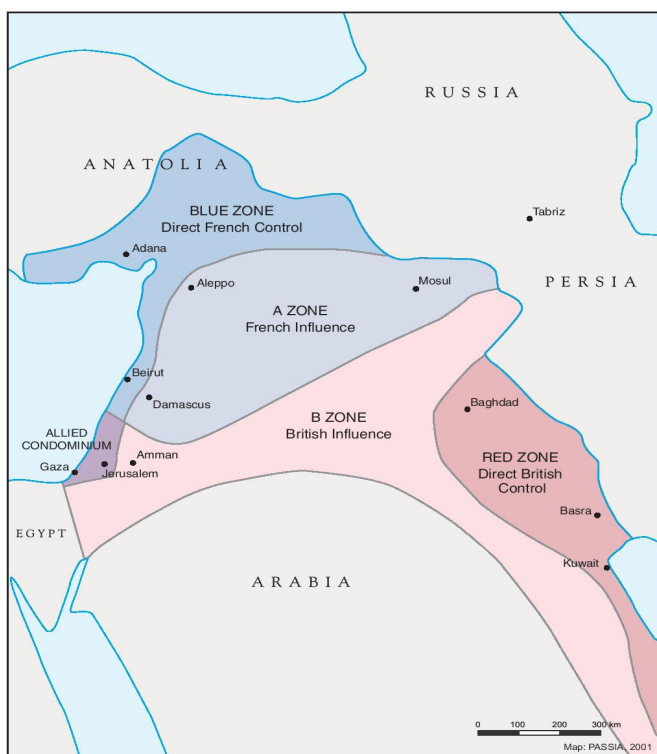 RUSSIA
ANATOLIA
BLUE ZONE
Direct French Control
Tabriz
Adana
Aleppo
Mosul
PERSIA
A ZONE
French Influence
Beirut
Damascus
Baghdad
B ZONE
British Influence
ALLIED
CONDOMINIUM
Amman
Gaza
Jerusalem
RED ZONE
Direct British
Control
Basra
EGYPT
Kuwait
ARABIA
0 100 200 300 km
Map: PASSIA, 2001